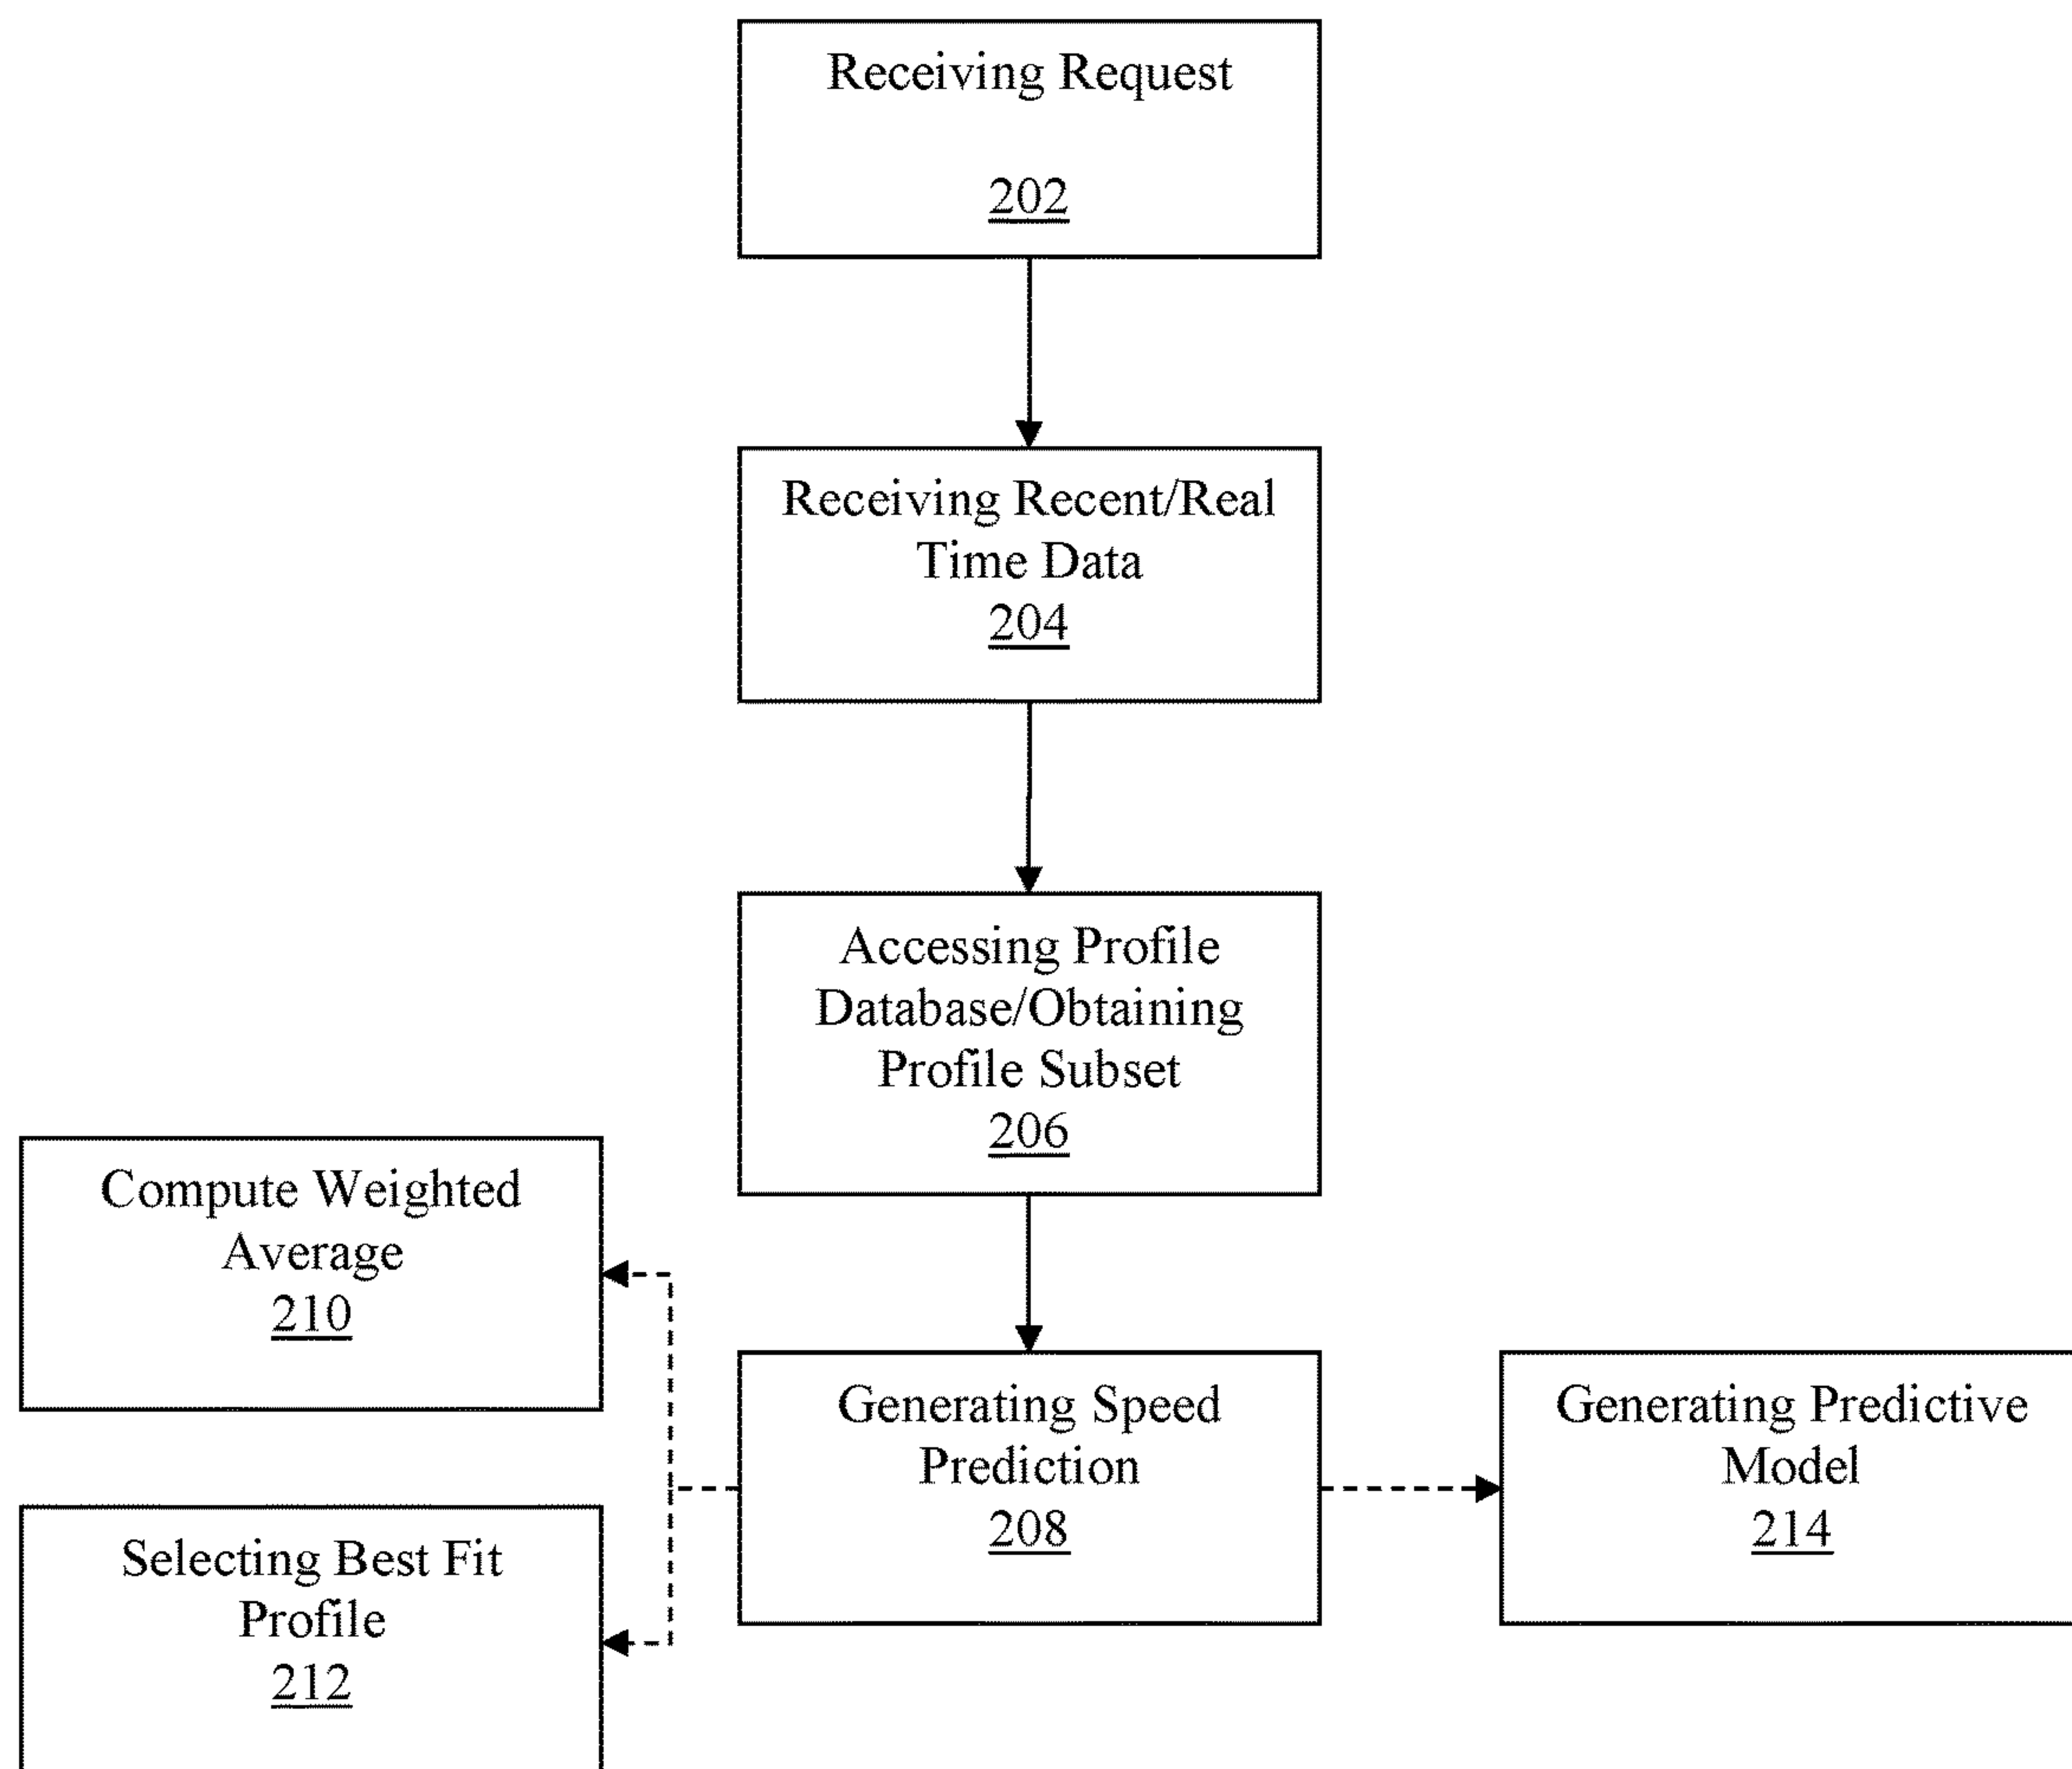 Receiving Request
202
Receiving Recent/Real
Time Data
204
Accessing Profile
Database/Obtaining
Profile Subset
206
Compute Weighted
Average
210
Generating Speed
Prediction
208
Generating Predictive
Model
214
Selecting Best Fit
Profile
212